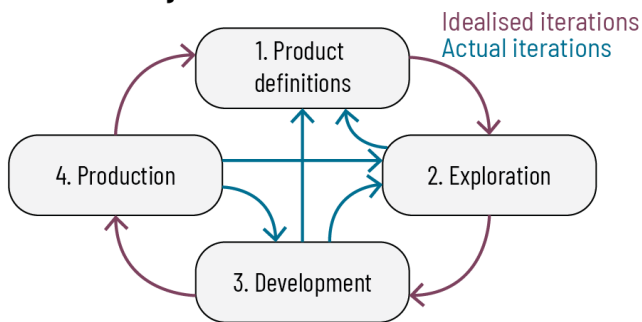 Idealised iterations
Actual iterations
1. Product
definitions
4. Production
2. Exploration
3. Development